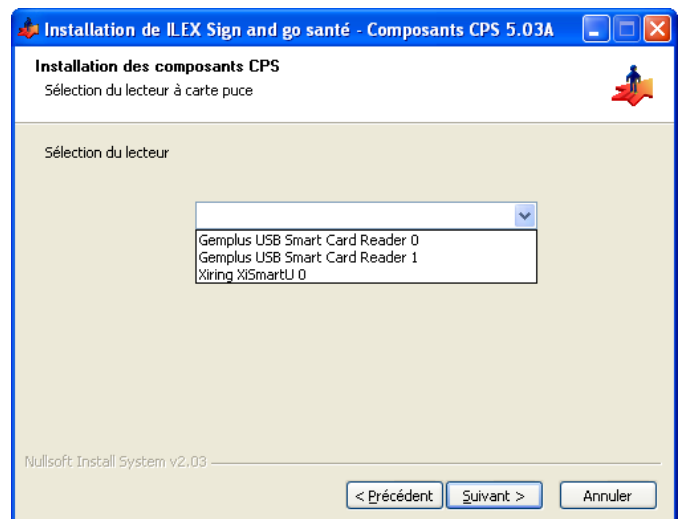 Installation de ILEX Sign and go santé - Composants CPS 5.03A
Installation des composants CPS
Sélection du lecteur à carte puce
Sélection du lecteur
Gemplus USB Smart Card Reader 0
Gemplus USB Smart Card Reader 1
Xiring XiSmartU 0
Nullsoft Install System v2.03
< Précédent Suivant > Annuler